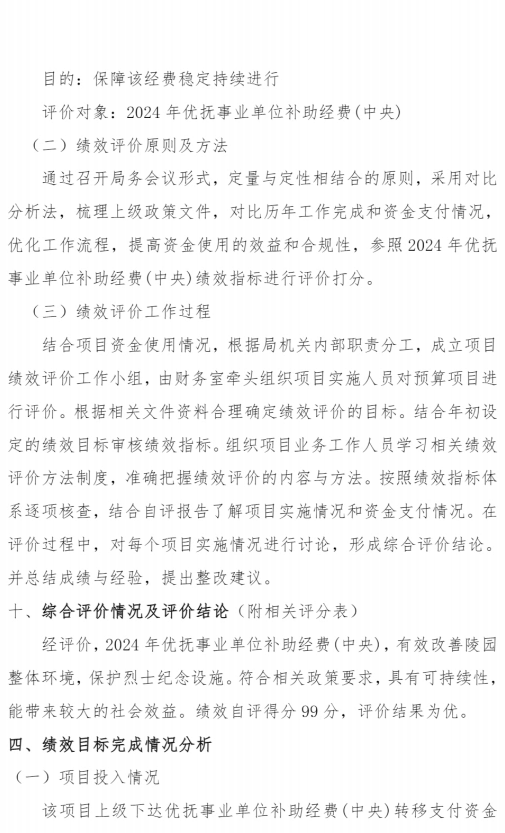 目的：保障该经费稳定持续进行
评价对象：2024 年优抚事业单位补助经费(中央)
（二）绩效评价原则及方法
通过召开局务会议形式，定量与定性相结合的原则，采用对比
分析法，梳理上级政策文件，对比历年工作完成和资金支付情况，
优化工作流程，提高资金使用的效益和合规性，参照 2024 年优抚
事业单位补助经费(中央)绩效指标进行评价打分。
（三）绩效评价工作过程
结合项目资金使用情况，根据局机关内部职责分工，成立项目
绩效评价工作小组，由财务室牵头组织项目实施人员对预算项目进
行评价。根据相关文件资料合理确定绩效评价的目标。结合年初设
定的绩效目标审核绩效指标。组织项目业务工作人员学习相关绩效
评价方法制度，准确把握绩效评价的内容与方法。按照绩效指标体
系逐项核查，结合自评报告了解项目实施情况和资金支付情况。在
评价过程中，对每个项目实施情况进行讨论，形成综合评价结论。
并总结成绩与经验，提出整改建议。
十、综合评价情况及评价结论（附相关评分表）
经评价，2024 年优抚事业单位补助经费(中央)，有效改善陵园
整体环境，保护烈士纪念设施。符合相关政策要求，具有可持续性，
能带来较大的社会效益。绩效自评得分 99 分，评价结果为优。
四、绩效目标完成情况分析
（一）项目投入情况
该项目上级下达优抚事业单位补助经费(中央)转移支付资金